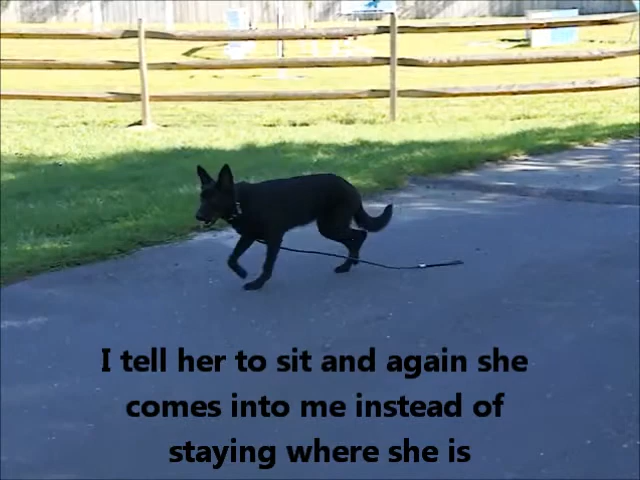 I tell her to sit and again she
comes into me instead of
staying where she is